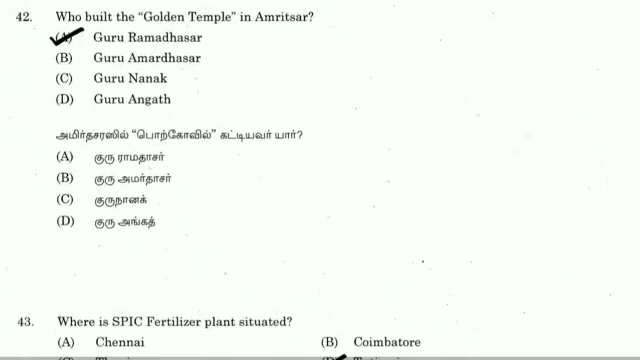 42. Who built the “Golden Temple” in Amritsar?
(A) Guru Ramadhasar
(B) Guru Amardhasar
(C) Guru Nanak
(D) Guru Angath
அமிர்தசரஸில் “பொற்கோவில்” கட்டியவர் யார்?
(A) குரு ராமதாசர்
(B) குரு அமர்தாசர்
(C) குருநானக்
(D) குரு அங்கத்
43. Where is SPIC Fertilizer plant situated?
(A) Chennai (B) Coimbatore